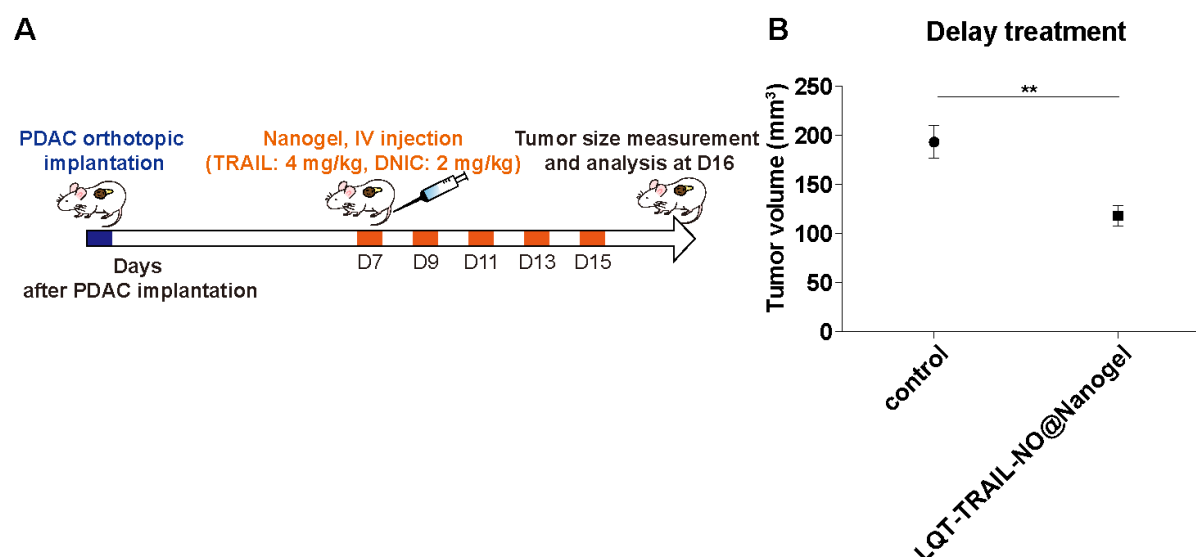 A
PDAC orthotopic
implantation
Nanogel, IV injection
(TRAIL: 4 mg/kg, DNIC: 2 mg/kg)
Tumor size measurement
and analysis at D16
Days
after PDAC implantation
D7 D9 D11 D13 D15
B
Delay treatment
Tumor volume (mm³)
250
200
150
100
50
0
**
control
LQT-TRAIL-NO@Nanogel